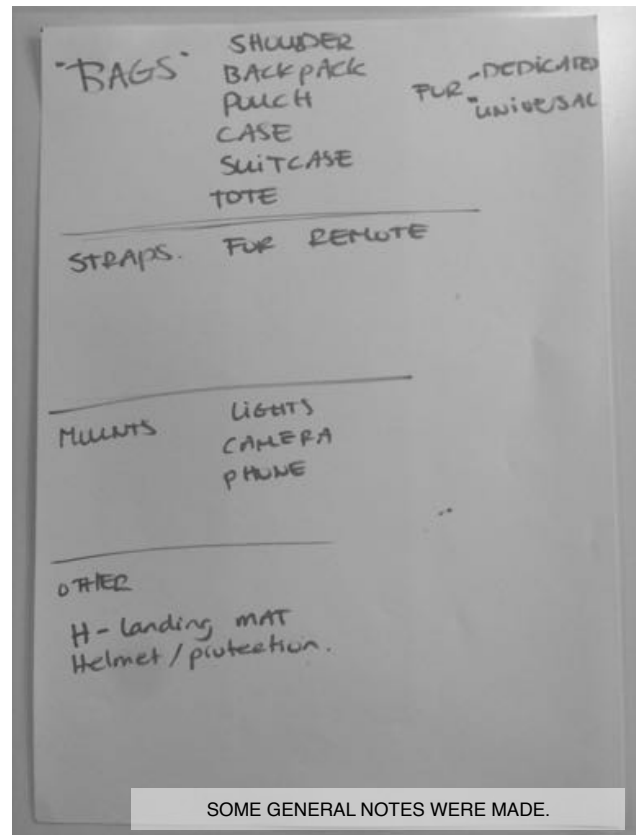 "BAGS" SHOULDER
BACKPACK
POUCH
CASE
SUITCASE
TOTE
FOR - DEDICATED
- UNIVERSAL
STRAPS. FOR REMOTE
MOUNTS LIGHTS
CAMERA
PHONE
OTHER
H - Landing MAT
Helmet / protection.
SOME GENERAL NOTES WERE MADE.